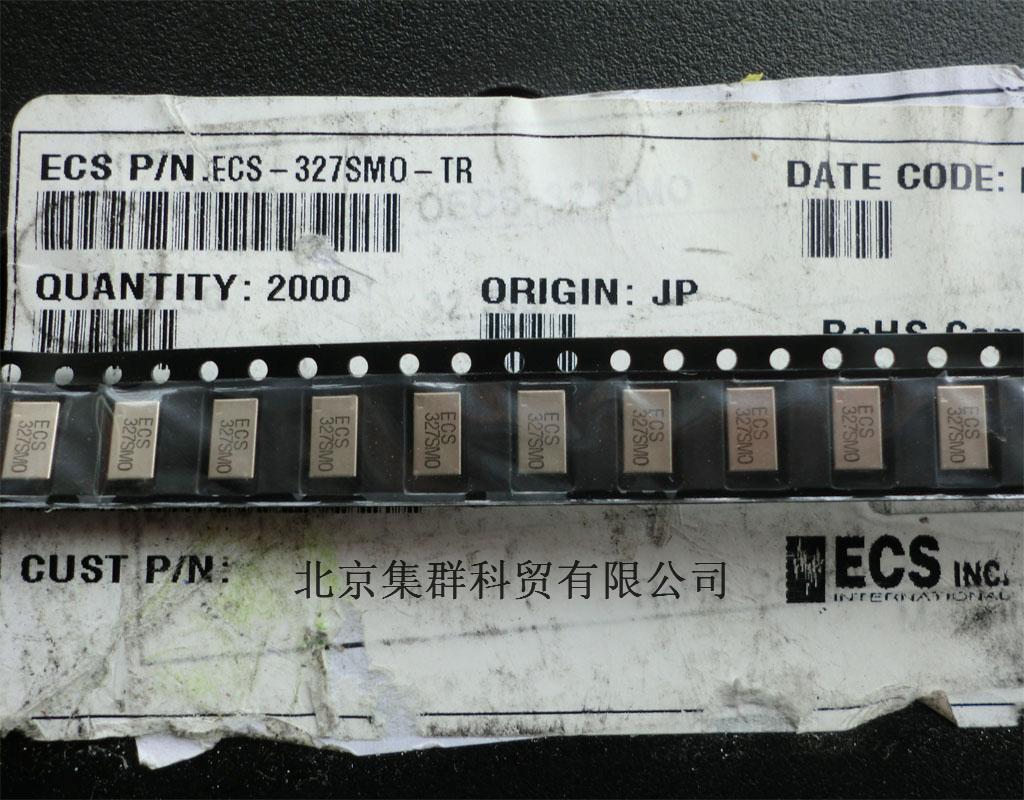 ECS P/N.ECS-327SMO-TR
DATE CODE:
QUANTITY: 2000
ORIGIN: JP
RoHS
ECS
327SMO
ECS
327SMO
ECS
327SMO
ECS
327SMO
ECS
327SMO
ECS
327SMO
ECS
327SMO
ECS
327SMO
ECS
327SMO
ECS
327SMO
CUST P/N:
北京集群科贸有限公司
ECS INC.
INTERNATIONAL